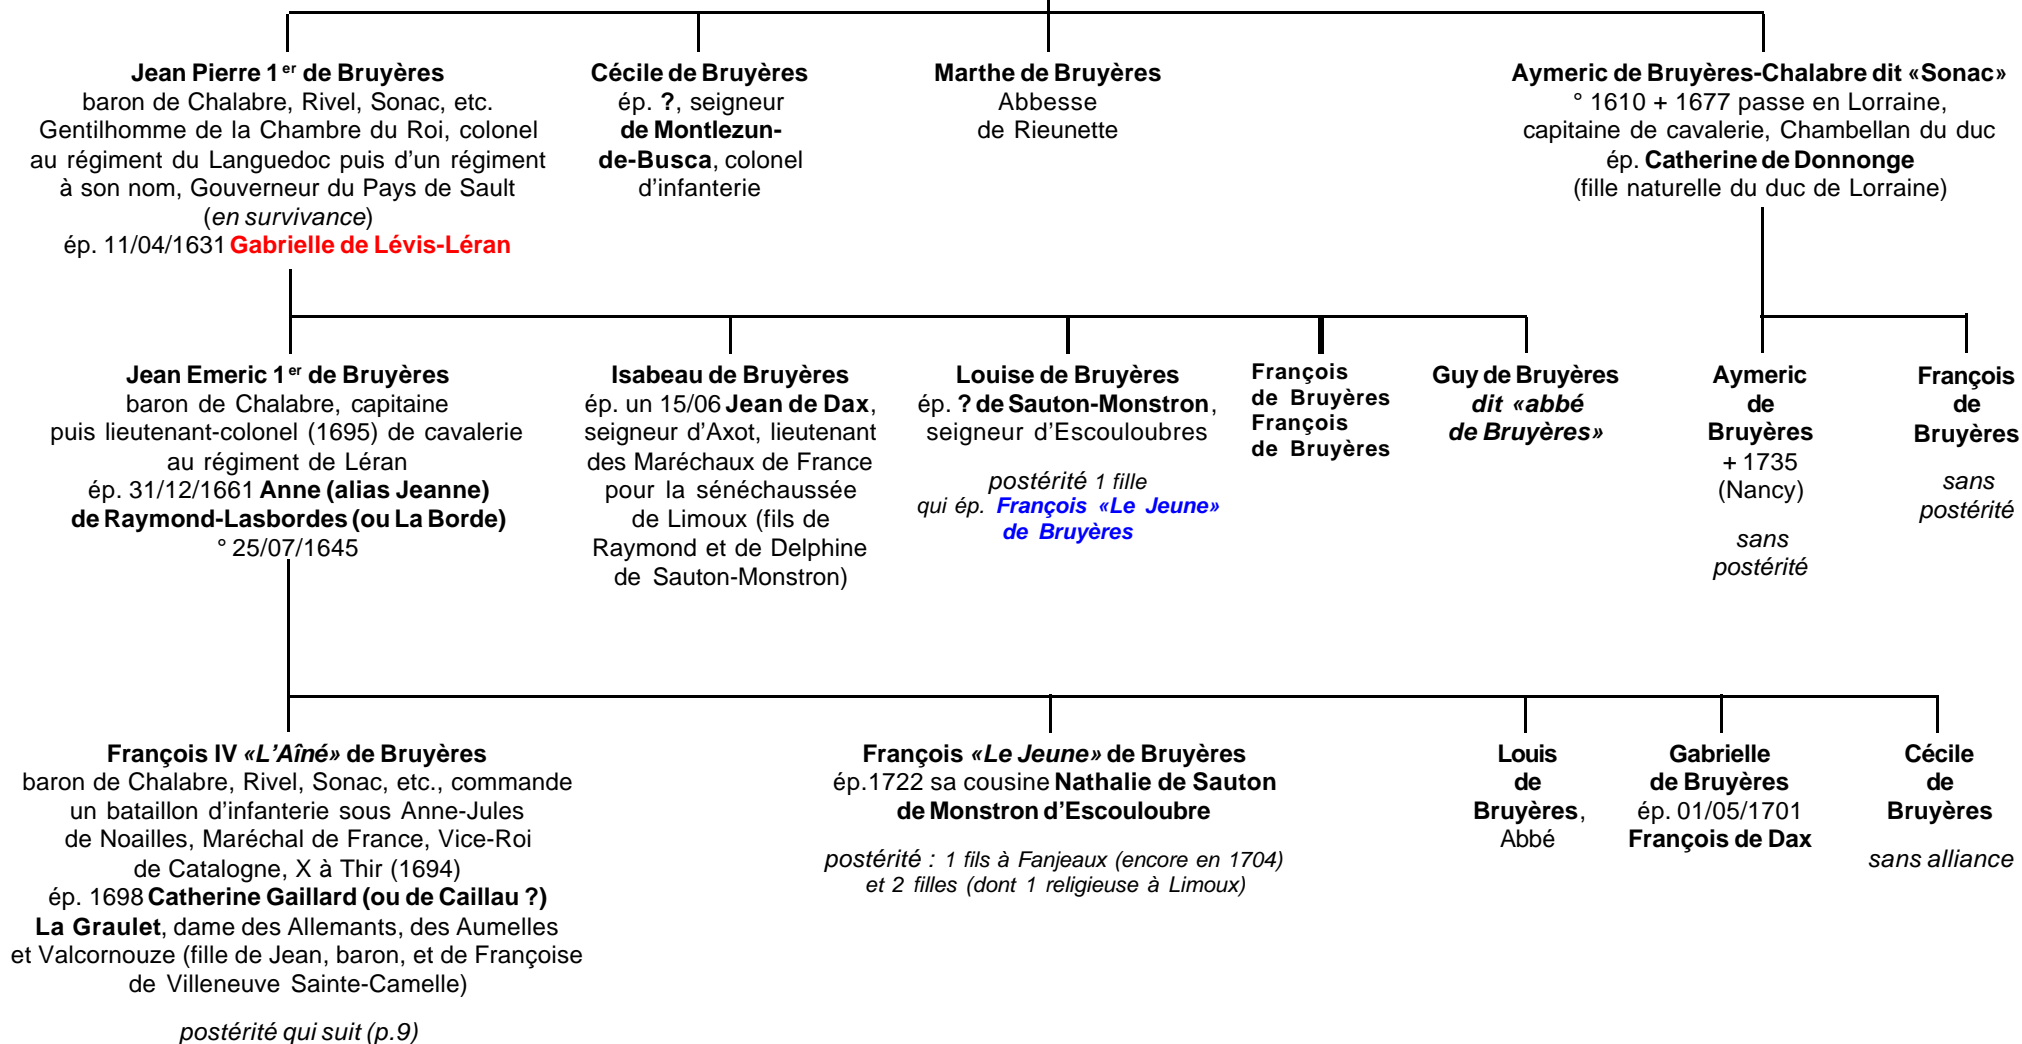 Jean Pierre 1er de Bruyères
baron de Chalabre, Rivel, Sonac, etc.
Gentilhomme de la Chambre du Roi, colonel
au régiment du Languedoc puis d'un régiment
à son nom, Gouverneur du Pays de Sault
(en survivance)
ép. 11/04/1631 Gabrielle de Lévis-Léran
Cécile de Bruyères
ép. ?, seigneur
de Montlezun-
de-Busca, colonel
d'infanterie
Marthe de Bruyères
Abbesse
de Rieunette
Aymeric de Bruyères-Chalabre dit «Sonac»
° 1610 + 1677 passe en Lorraine,
capitaine de cavalerie, Chambellan du duc
ép. Catherine de Donnonge
(fille naturelle du duc de Lorraine)
Jean Emeric 1er de Bruyères
baron de Chalabre, capitaine
puis lieutenant-colonel (1695) de cavalerie
au régiment de Léran
ép. 31/12/1661 Anne (alias Jeanne)
de Raymond-Lasbordes (ou La Borde)
° 25/07/1645
Isabeau de Bruyères
ép. un 15/06 Jean de Dax,
seigneur d'Axot, lieutenant
des Maréchaux de France
pour la sénéchaussée
de Limoux (fils de
Raymond et de Delphine
de Sauton-Monstron)
Louise de Bruyères
ép. ? de Sauton-Monstron,
seigneur d'Escouloubres
postérité 1 fille
qui ép. François «Le Jeune»
de Bruyères
François
de Bruyères
François
de Bruyères
Guy de Bruyères
dit «abbé
de Bruyères»
Aymeric
de
Bruyères
+ 1735
(Nancy)
sans
postérité
François
de
Bruyères
sans
postérité
François IV «L'Aîné» de Bruyères
baron de Chalabre, Rivel, Sonac, etc., commande
un bataillon d'infanterie sous Anne-Jules
de Noailles, Maréchal de France, Vice-Roi
de Catalogne, X à Thir (1694)
ép. 1698 Catherine Gaillard (ou de Caillau ?)
La Graulet, dame des Allemants, des Aumelles
et Valcornouze (fille de Jean, baron, et de Françoise
de Villeneuve Sainte-Camelle)
postérité qui suit (p.9)
François «Le Jeune» de Bruyères
ép.1722 sa cousine Nathalie de Sauton
de Monstron d'Escouloubre
postérité : 1 fils à Fanjeaux (encore en 1704)
et 2 filles (dont 1 religieuse à Limoux)
Louis
de
Bruyères,
Abbé
Gabrielle
de Bruyères
ép. 01/05/1701
François de Dax
Cécile
de
Bruyères
sans alliance